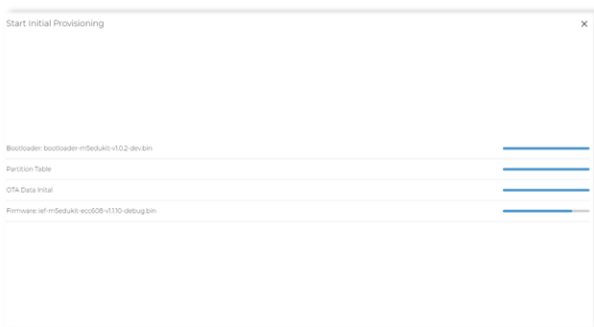 Start Initial Provisioning
Bootloader: bootloader-m5edukit-v1.0.2-dev.bin
Partition Table
OTA Data Inital
Firmware: ief-m5edukit-ecc608-v1.1.10-debug.bin